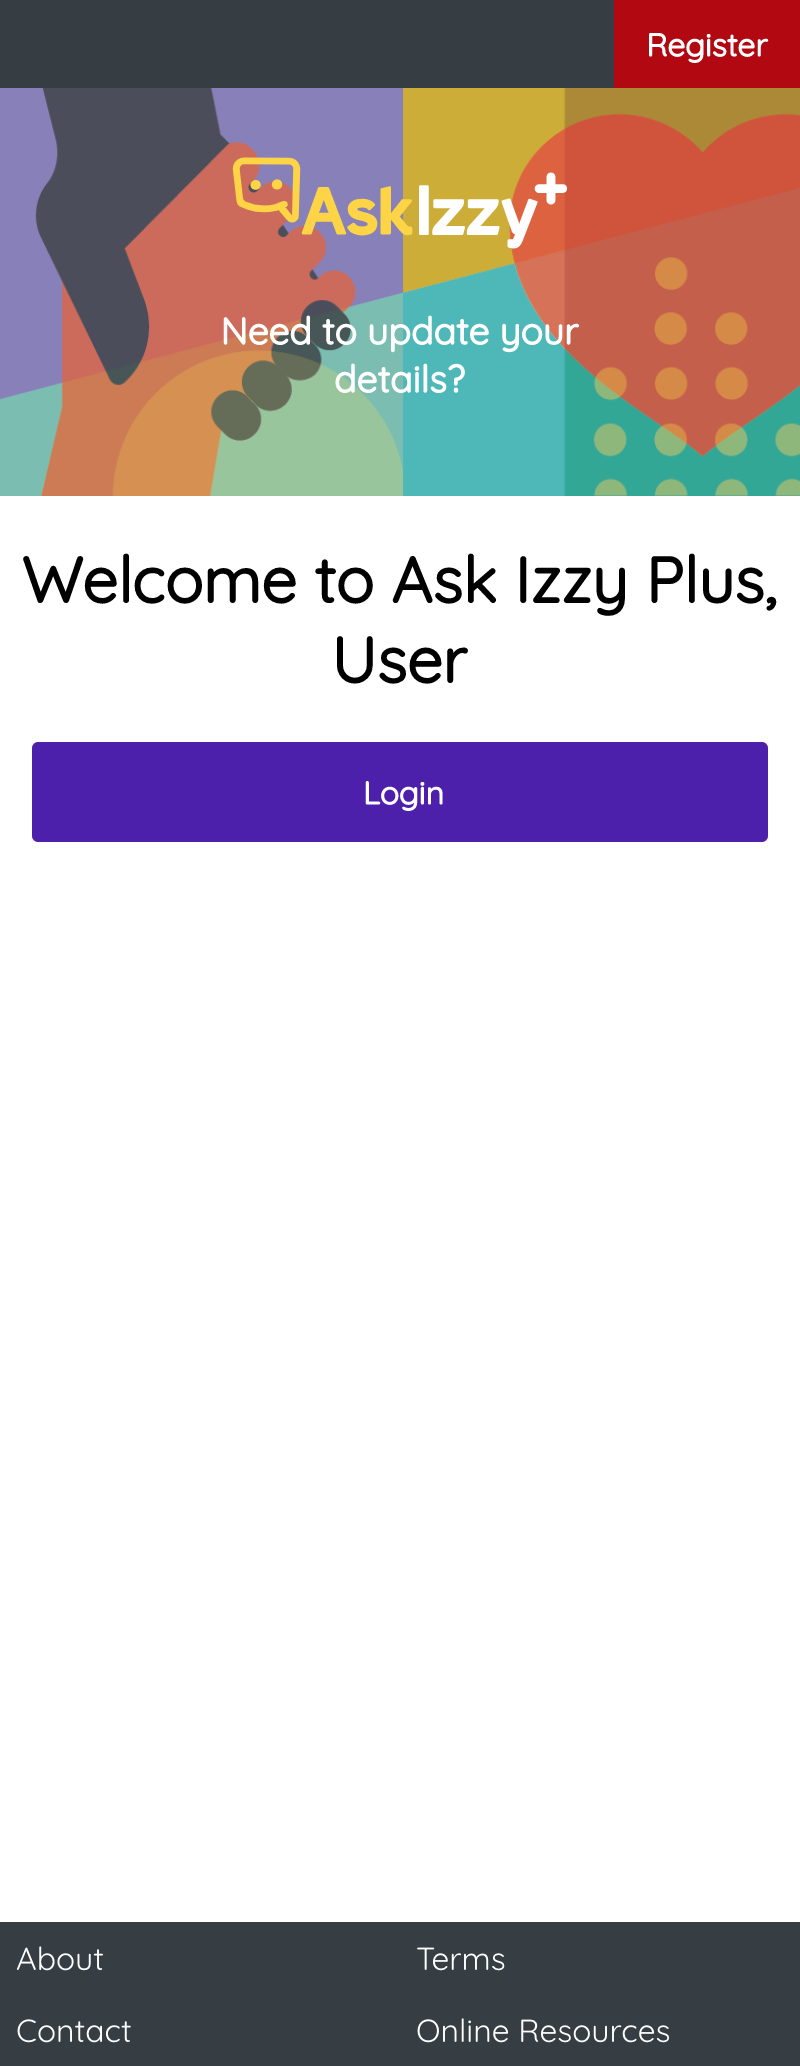 Register
AskIzzy+
Need to update your
details?
Welcome to Ask Izzy Plus,
User
Login
About
Terms
Contact
Online Resources